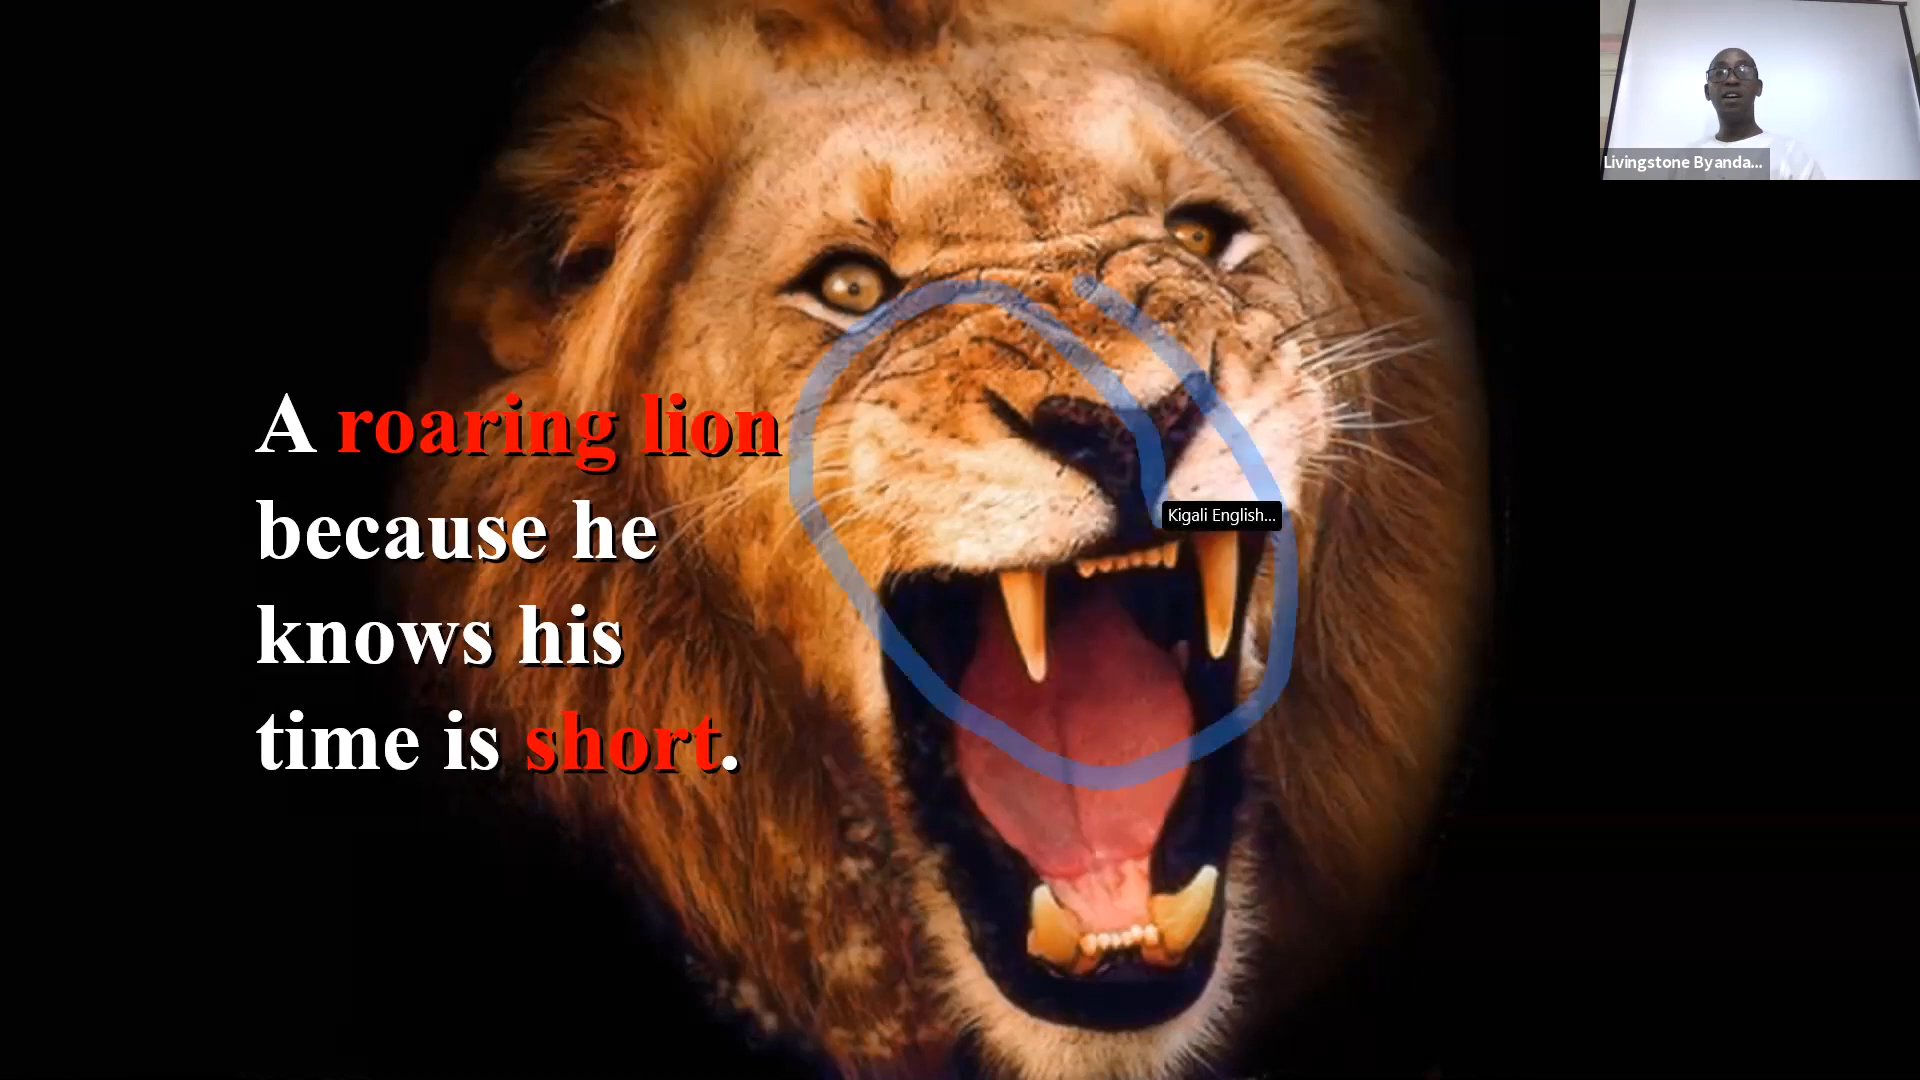 Livingstone Byanda...
A roaring lion
because he
knows his
time is short.
Kigali English...